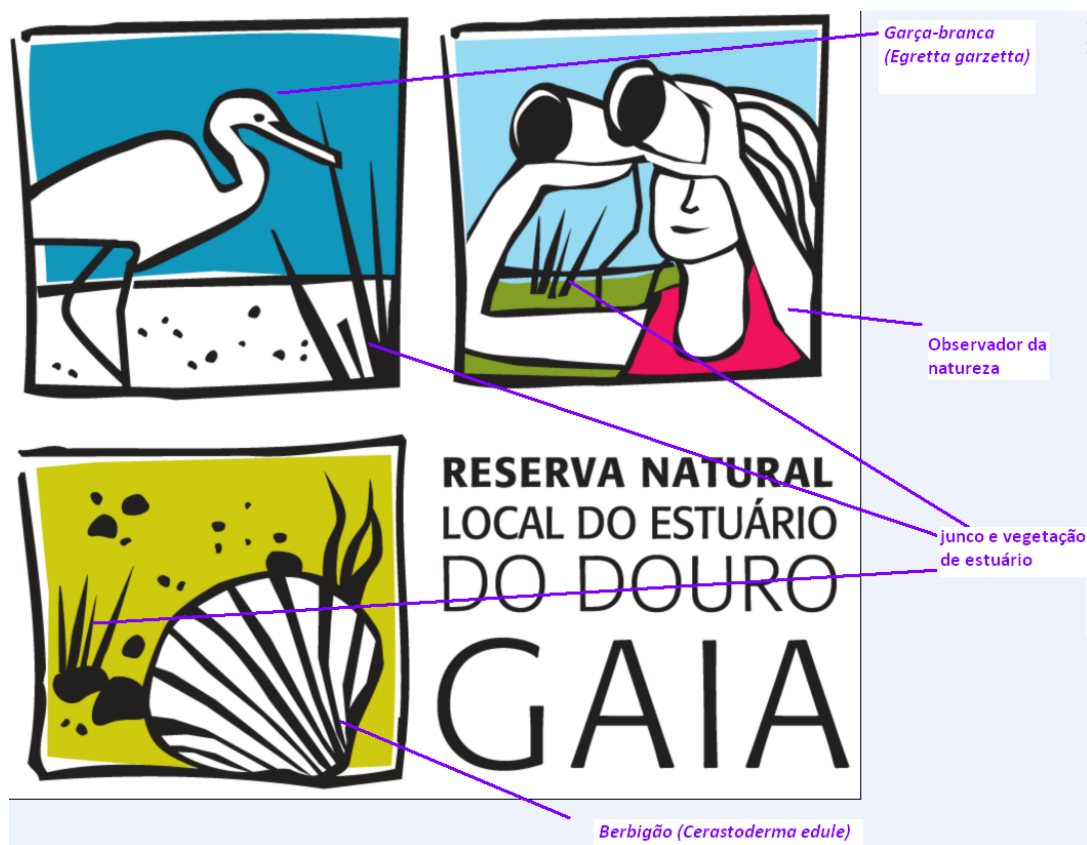 Garça-branca
(Egretta garzetta)
Observador da
natureza
RESERVA NATURAL
LOCAL DO ESTUÁRIO
DO DOURO
GAIA
junco e vegetação
de estuário
Berbigão (Cerastoderma edule)